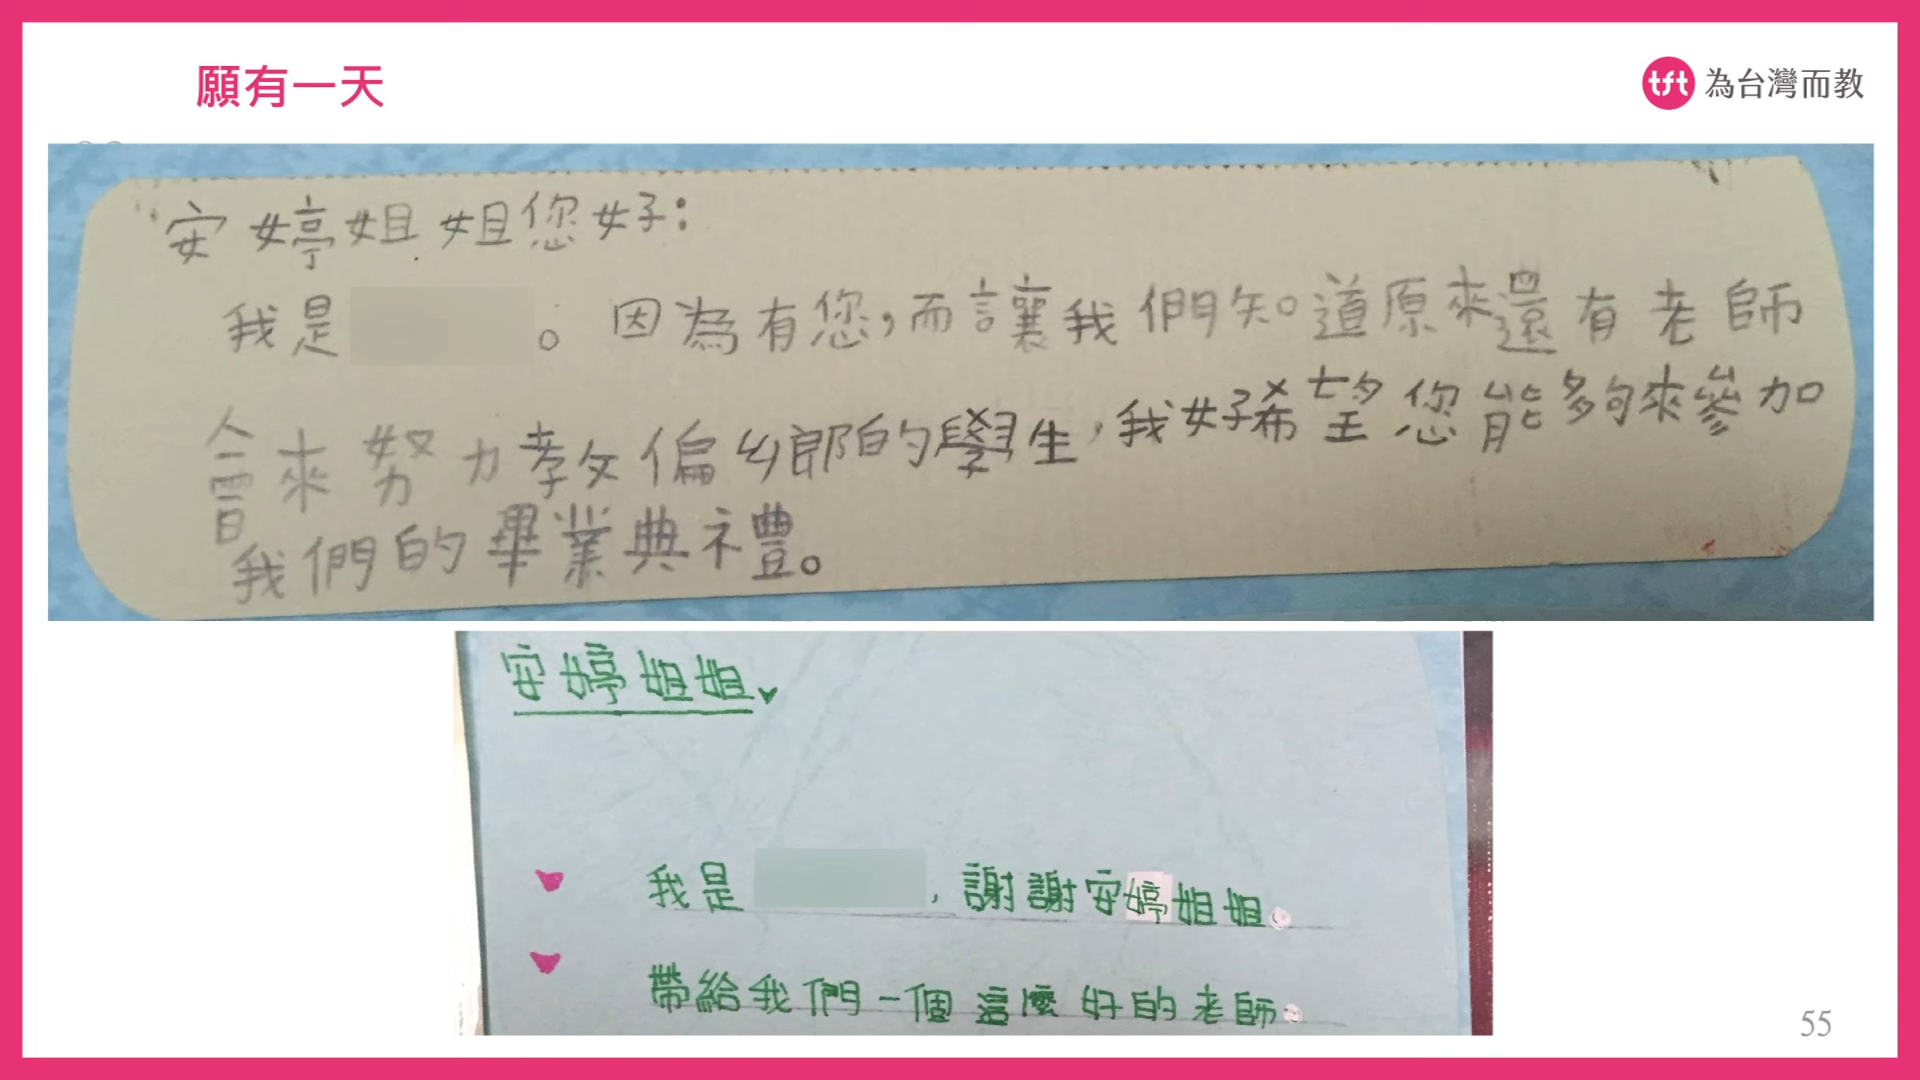 願有一天
tft 為台灣而教
安婷姐姐您好：
我是 。因為有您，而讓我們知道原來還有老師
會來努力教偏鄉的學生，我好希望您能夠來參加
我們的畢業典禮。
安婷姐姐
我是 ，謝謝安婷姐姐。
帶給我們一個這麼好的老師。
55